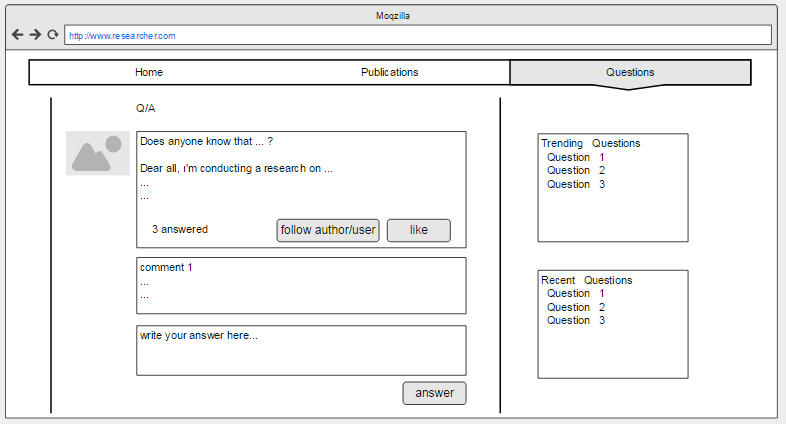 Moqzilla
http://www.researcher.com
Home
Publications
Questions
Q/A
Does anyone know that ... ?
Dear all, ı'm conducting a research on ...
...
...
3 answered
follow author/user
like
comment 1
...
...
write your answer here...
answer
Trending Questions
Question 1
Question 2
Question 3
Recent Questions
Question 1
Question 2
Question 3